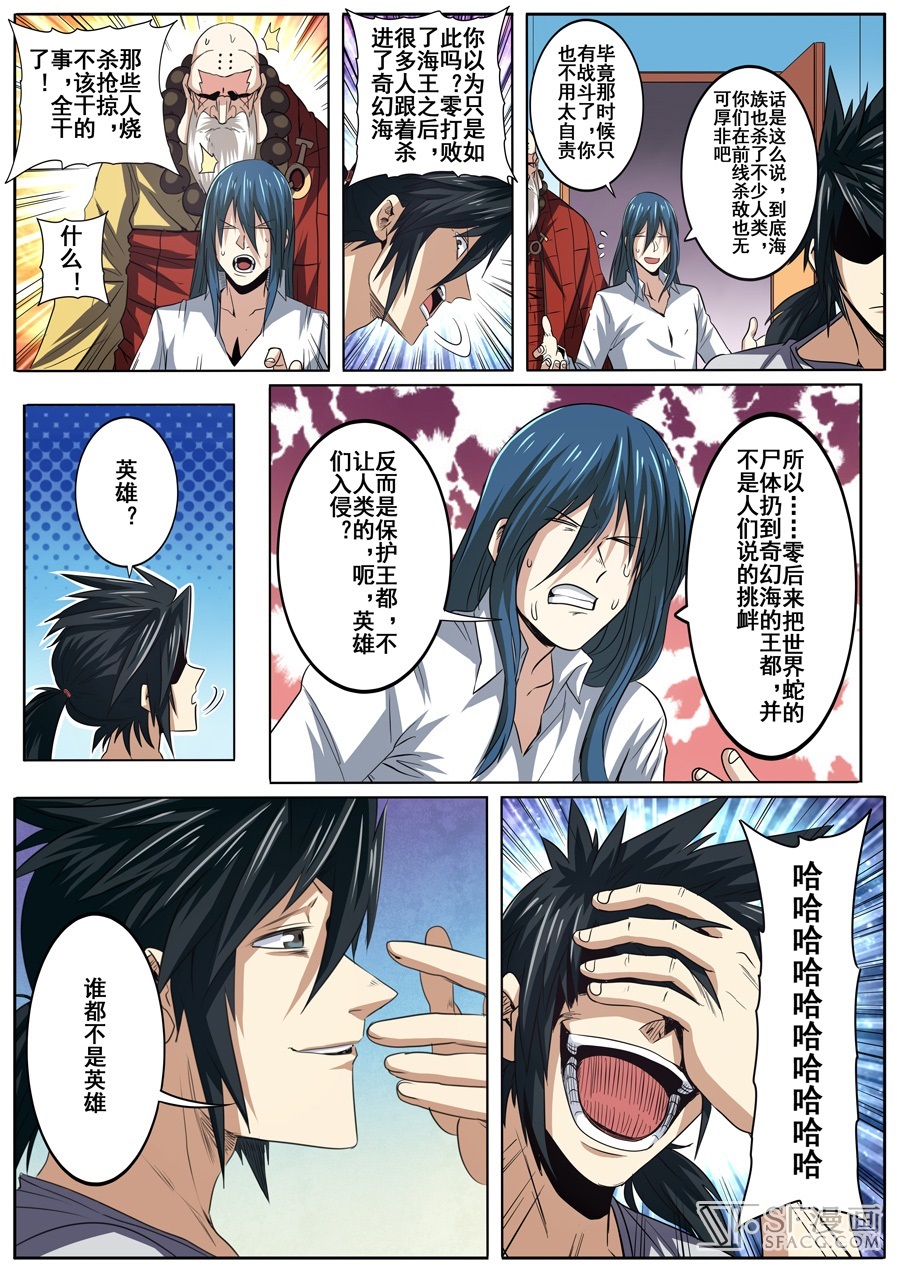 话是这么说，到底海
族也杀了不少人类，
你们在前线杀敌也无
可厚非吧
毕竟那时候只
有战斗了，你
也不用太自责
你以为只是如
此吗？零打败
了海王之后，
很多人跟着杀
进了奇幻海
那些人烧
杀抢掠，
不该干的
事，全干
了！
什么！
所以……零后来把世界蛇的
尸体扔到奇幻海的王都，并
不是人们说的挑衅
反而是保护王都，不
让人类的，呃，英雄
们入侵？
英雄？
哈哈哈哈哈哈哈哈哈
谁都不是英雄
SF漫画
SFACG.COM